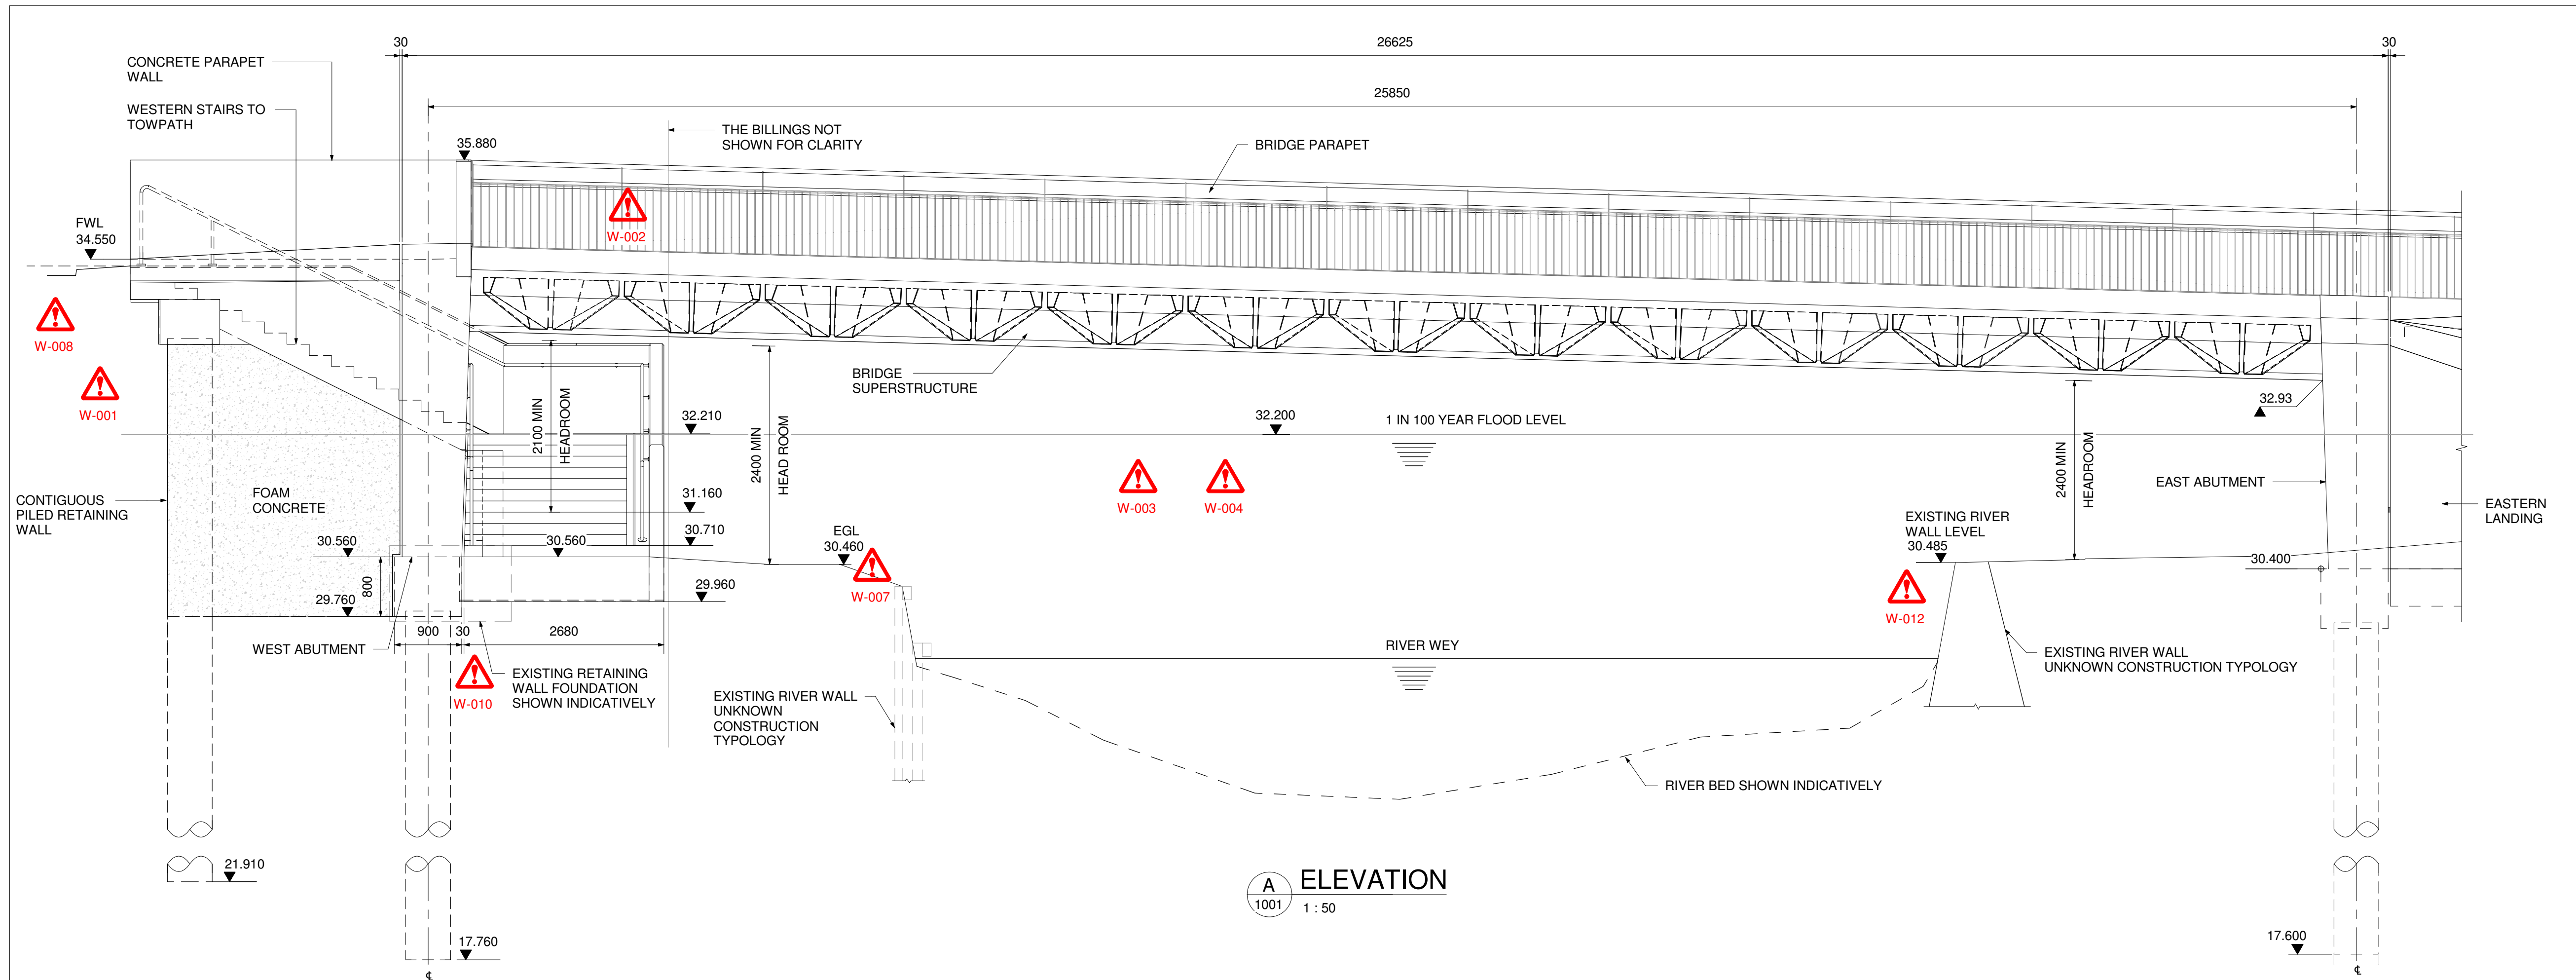 30
26625
30
CONCRETE PARAPET
WALL
25850
WESTERN STAIRS TO
TOWPATH
THE BILLINGS NOT
SHOWN FOR CLARITY
35.880
BRIDGE PARAPET
FWL
34.550
W-002
W-008
W-001
BRIDGE
SUPERSTRUCTURE
2100 MIN
HEADROOM
2400 MIN
HEAD ROOM
32.210
32.200
1 IN 100 YEAR FLOOD LEVEL
32.93
2400 MIN
HEADROOM
W-003
W-004
EAST ABUTMENT
EASTERN
LANDING
CONTIGUOUS
PILED RETAINING
WALL
FOAM
CONCRETE
31.160
30.710
30.560
30.560
EGL
30.460
EXISTING RIVER
WALL LEVEL
30.485
30.400
800
29.760
29.960
W-007
W-012
900
30
2680
WEST ABUTMENT
RIVER WEY
EXISTING RIVER WALL
UNKNOWN CONSTRUCTION TYPOLOGY
W-010
EXISTING RETAINING
WALL FOUNDATION
SHOWN INDICATIVELY
EXISTING RIVER WALL
UNKNOWN
CONSTRUCTION
TYPOLOGY
RIVER BED SHOWN INDICATIVELY
21.910
A
1001
ELEVATION
1 : 50
17.760
17.600
℄
℄